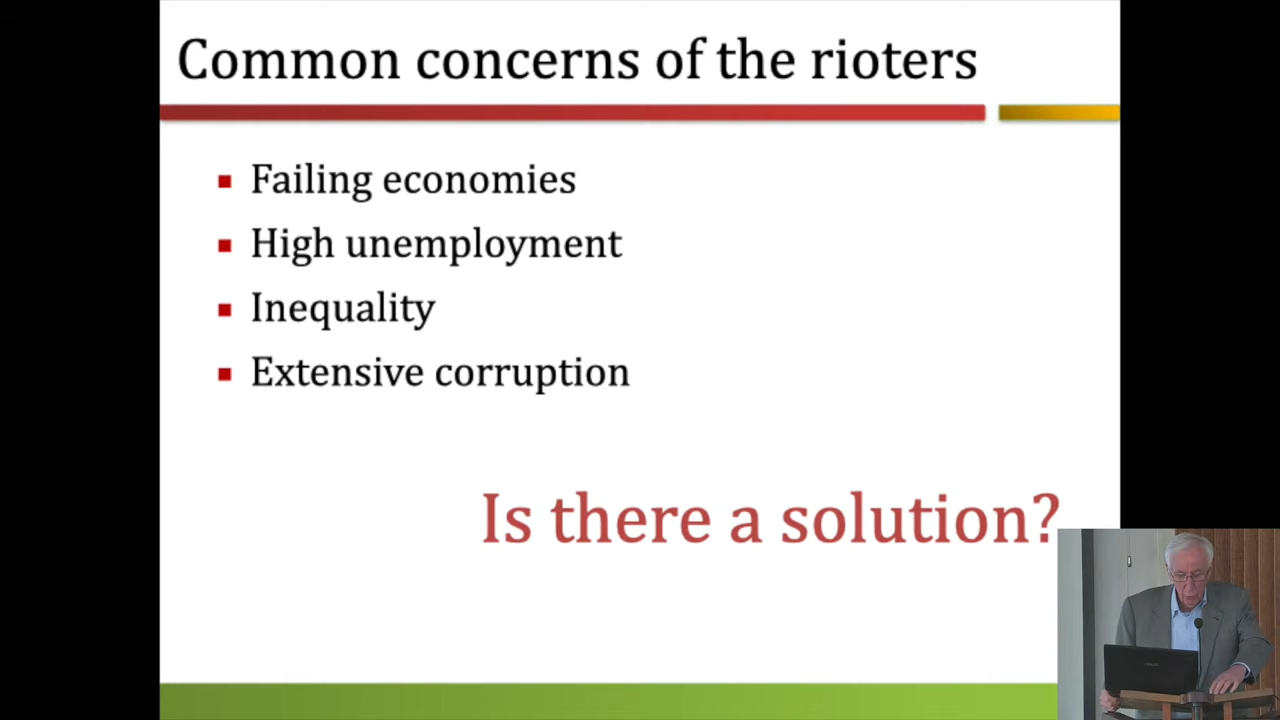 Common concerns of the rioters
Failing economies
High unemployment
Inequality
Extensive corruption
Is there a solution?